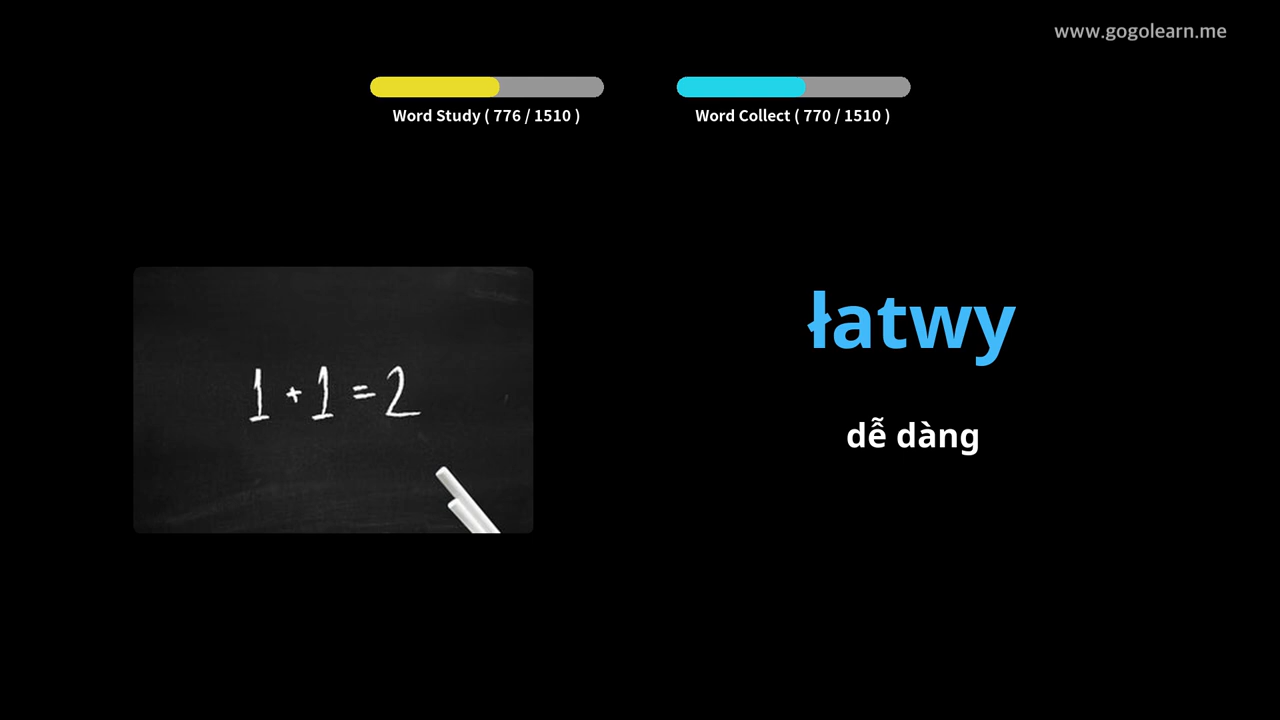 www.gogolearn.me
Word Study ( 776 / 1510 )
Word Collect ( 770 / 1510 )
1 + 1 = 2
łatwy
dễ dàng